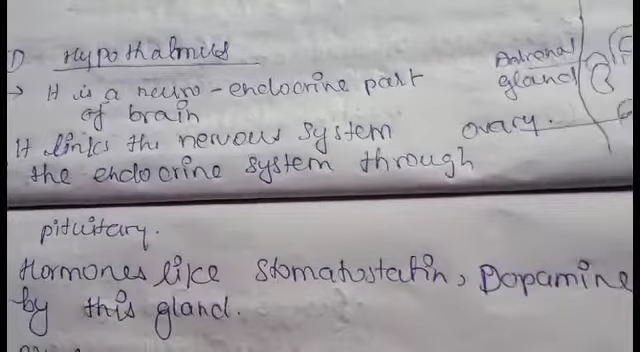 1) Hypothalmus
→ It is a neuro-endocrine part
of brain
It links the nervous system
the endocrine system through
Adrenal
gland
ovary.
pituitary.
Hormones like Stomatostatin, Dopamine
by this gland.